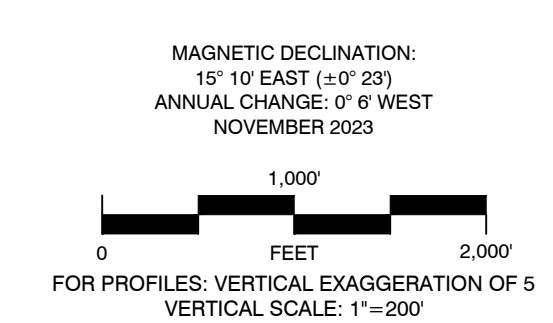 MAGNETIC DECLINATION:
15° 10' EAST (±0° 23')
ANNUAL CHANGE: 0° 6' WEST
NOVEMBER 2023
1,000'
0 FEET 2,000'
FOR PROFILES: VERTICAL EXAGGERATION OF 5
VERTICAL SCALE: 1"=200'